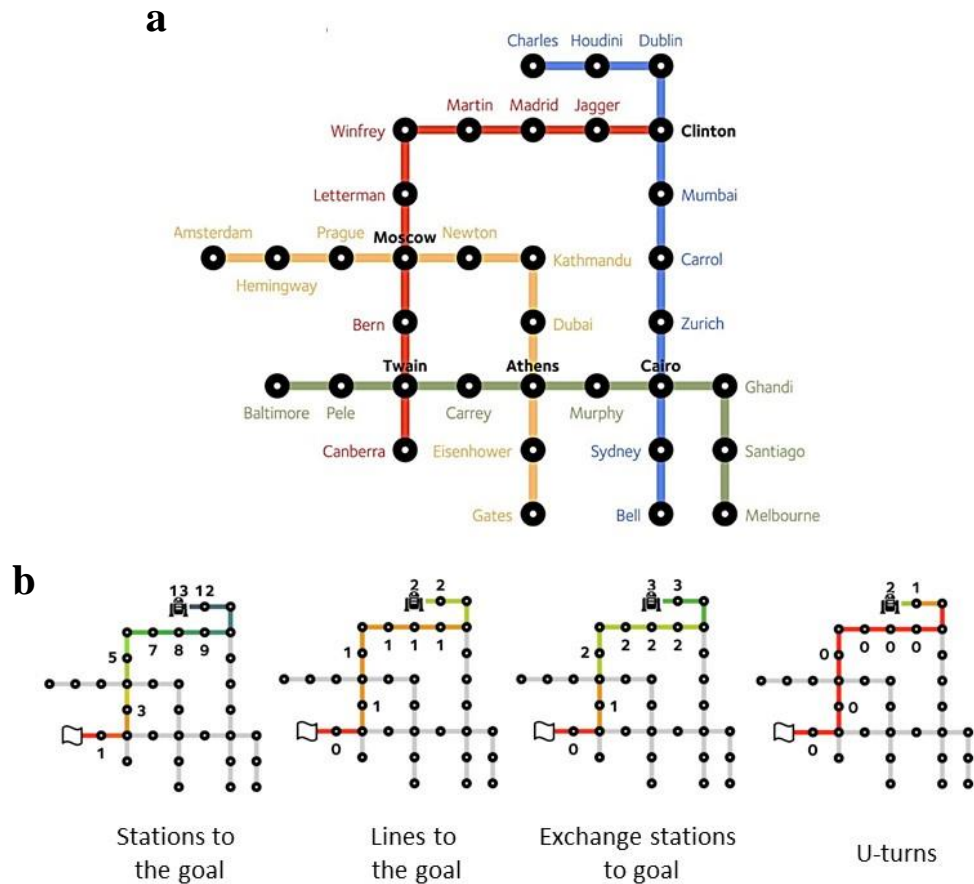 a
Charles Houdini Dublin
Martin Madrid Jagger
Winfrey Clinton
Letterman Mumbai
Amsterdam Prague Moscow Newton
Hemingway Kathmandu Carrol
Bern Dubai Zurich
Twain Athens Cairo
Ghandi
Baltimore Pele Carrey Murphy
Canberra Eisenhower Sydney Santiago
Gates Bell Melbourne
b
13 12
5 7 8 9
3
1
Stations to
the goal
2 2
1 1 1 1
1
0
Lines to
the goal
3 3
2 2 2 2
1
0
Exchange stations
to goal
2 1
0 0 0 0
0
0
U-turns